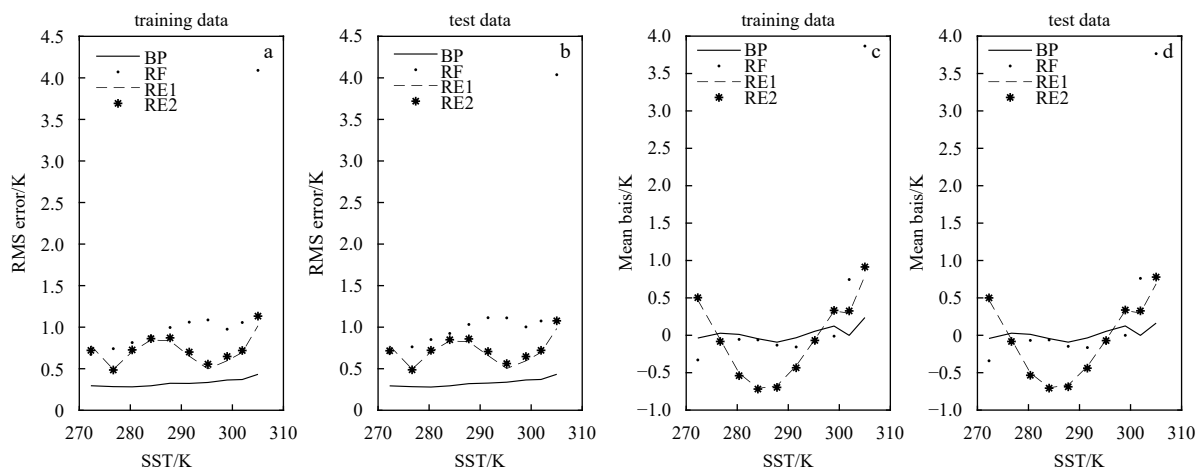 training data
4.5
4.0
3.5
3.0
2.5
2.0
1.5
1.0
0.5
0
RMS error/K
a
BP
RF
RE1
RE2
270 280 290 300 310
SST/K
test data
4.5
4.0
3.5
3.0
2.5
2.0
1.5
1.0
0.5
0
RMS error/K
b
BP
RF
RE1
RE2
270 280 290 300 310
SST/K
training data
4.0
3.5
3.0
2.5
2.0
1.5
1.0
0.5
0
−0.5
−1.0
Mean bais/K
c
BP
RF
RE1
RE2
270 280 290 300 310
SST/K
test data
4.0
3.5
3.0
2.5
2.0
1.5
1.0
0.5
0
−0.5
−1.0
Mean bais/K
d
BP
RF
RE1
RE2
270 280 290 300 310
SST/K